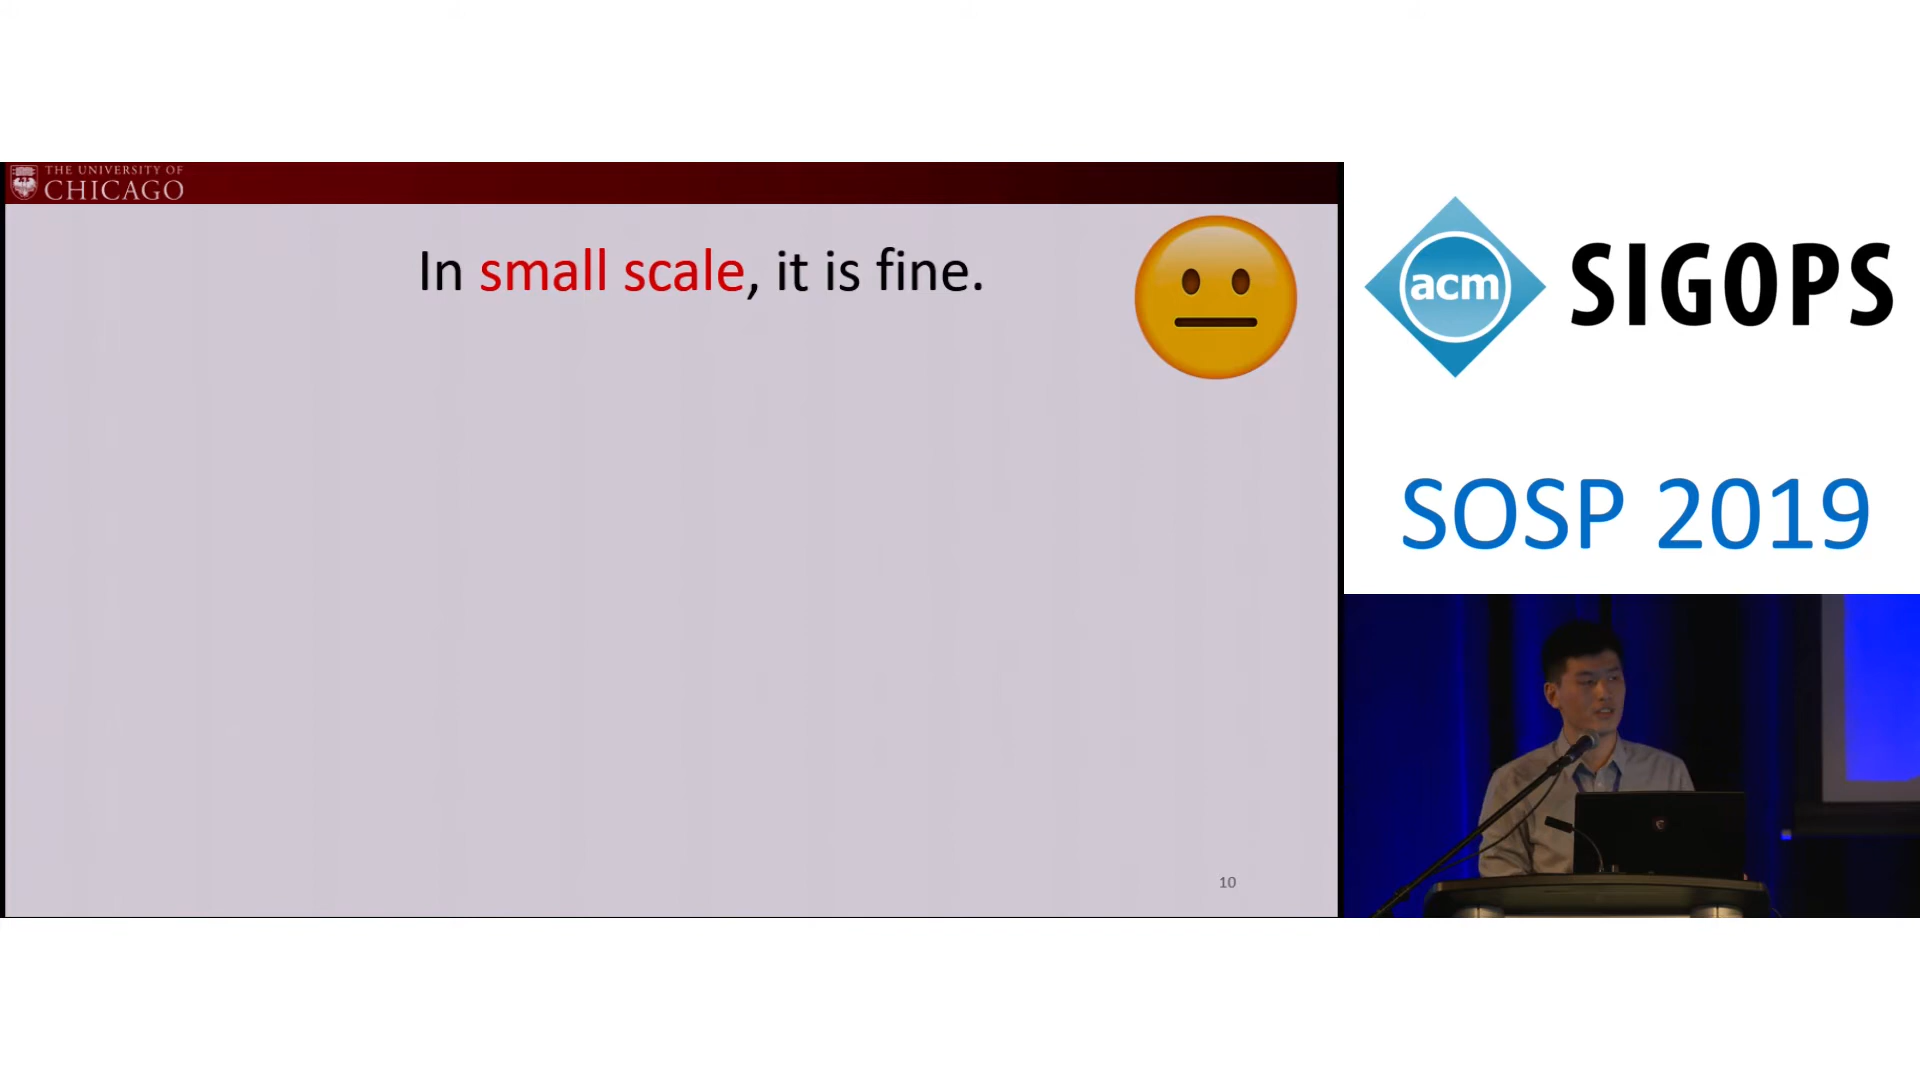 THE UNIVERSITY OF
CHICAGO
In small scale, it is fine.
10
acm
SIGOPS
SOSP 2019